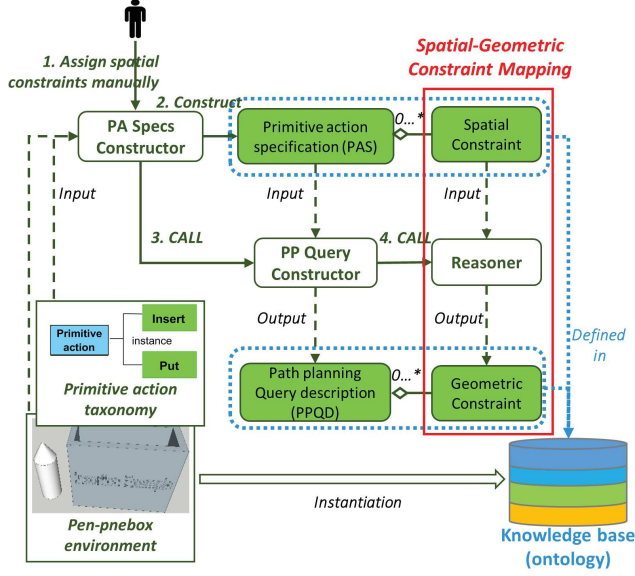 1. Assign spatial
constraints manually
Spatial-Geometric
Constraint Mapping
2. Construct
PA Specs
Constructor
Primitive action
specification (PAS)
0...*
Spatial
Constraint
Input
Input
Input
3. CALL
4. CALL
PP Query
Constructor
Reasoner
Output
Output
Defined
in
Primitive
action
Insert
instance
Put
Primitive action
taxonomy
Path planning
Query description
(PPQD)
0...*
Geometric
Constraint
Pen-pnebox
environment
Instantiation
Knowledge base
(ontology)